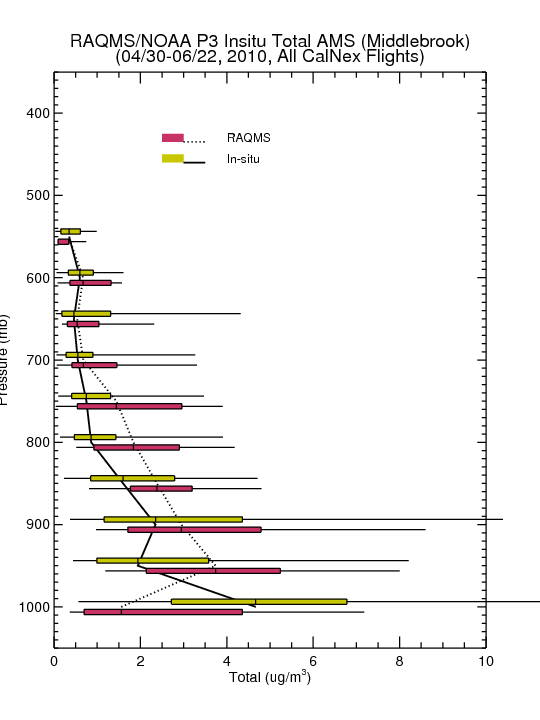 RAQMS/NOAA P3 Insitu Total AMS (Middlebrook)
(04/30-06/22, 2010, All CalNex Flights)
400
RAQMS
In-situ
500
600
700
Pressure (mb)
800
900
1000
0 2 4 6 8 10
Total (ug/m³)